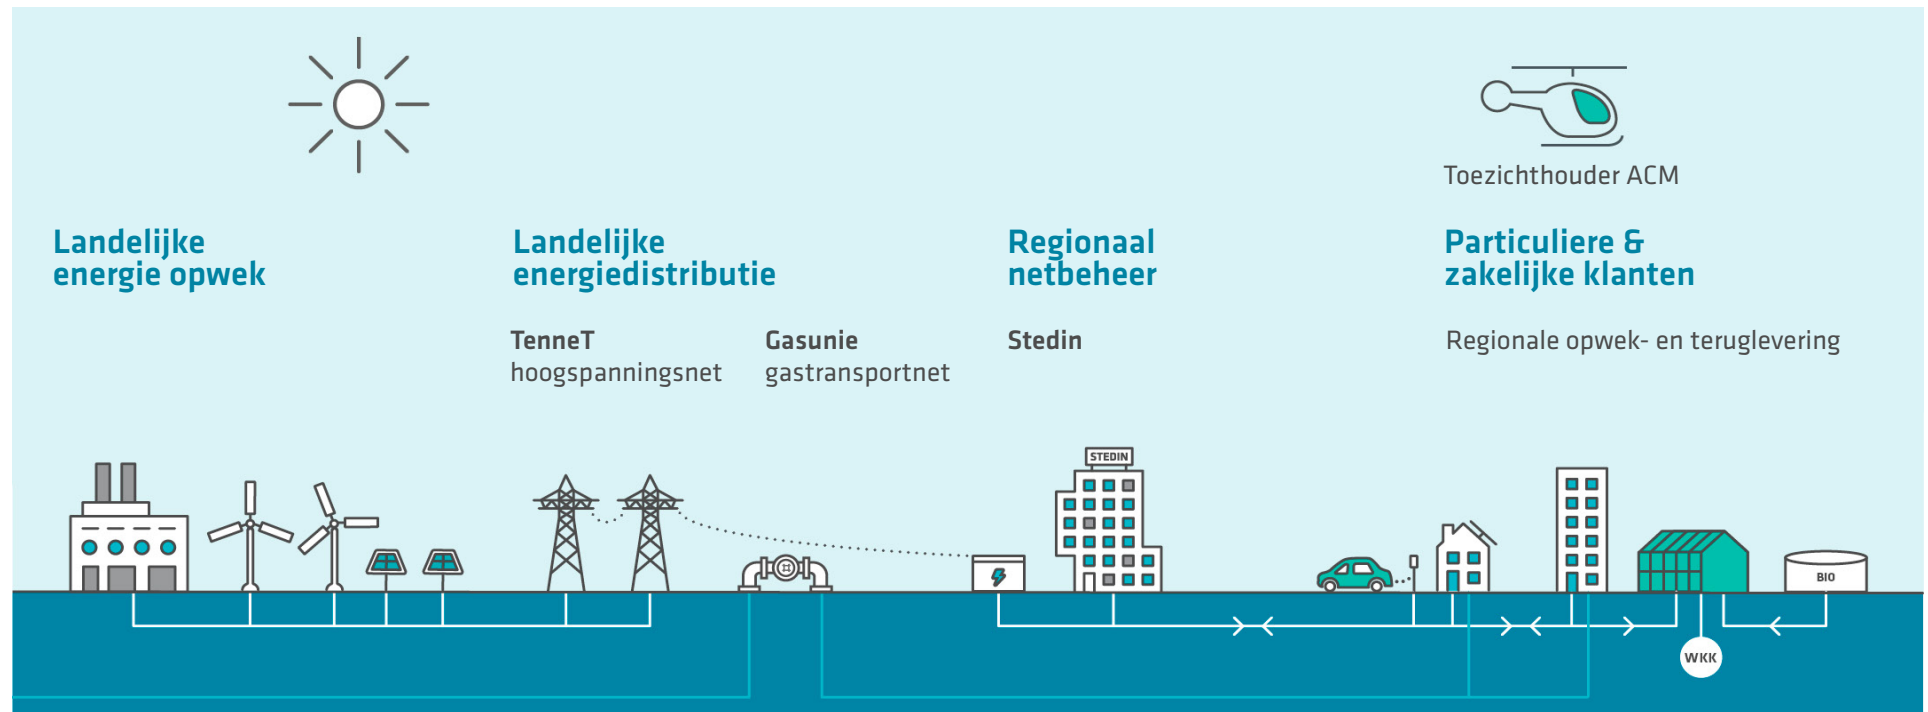 Toezichthouder ACM
Landelijke
energie opwek
Landelijke
energiedistributie
TenneT
hoogspanningsnet
Gasunie
gastransportnet
Regionaal
netbeheer
Stedin
Particuliere &
zakelijke klanten
Regionale opwek- en teruglevering
STEDIN
BIO
WKK